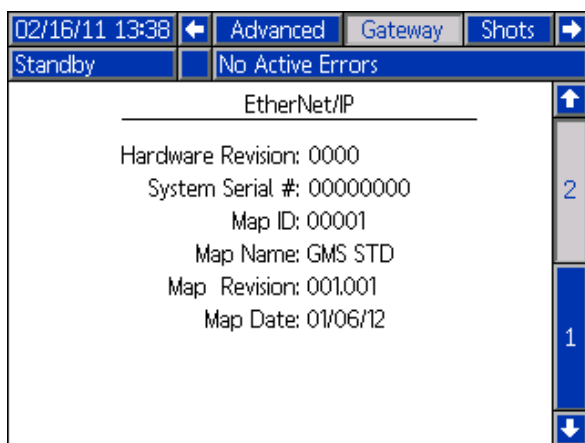 02/16/11 13:38 Advanced Gateway Shots
Standby No Active Errors
EtherNet/IP
Hardware Revision: 0000
System Serial #: 00000000
2
Map ID: 00001
Map Name: GMS STD
Map Revision: 001.001
Map Date: 01/06/12
1